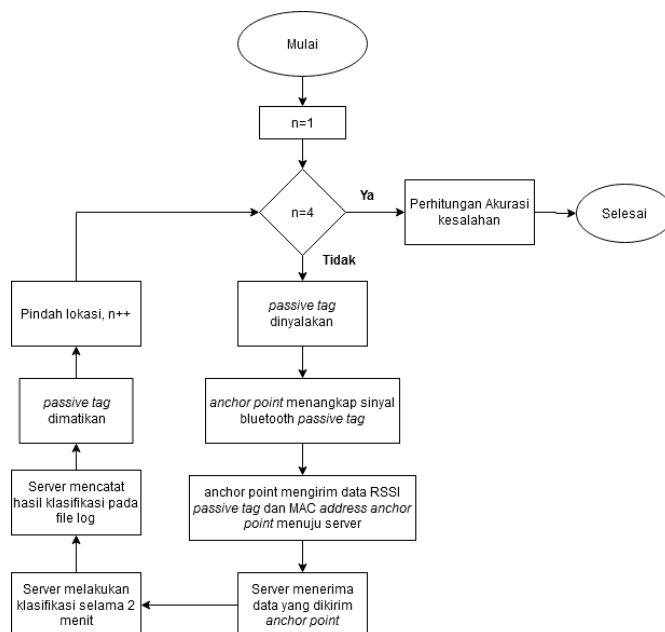 Mulai
n=1
n=4
Ya
Perhitungan Akurasi
kesalahan
Selesai
Tidak
passive tag
dinyalakan
anchor point menangkap sinyal
bluetooth passive tag
anchor point mengirim data RSSI
passive tag dan MAC address anchor
point menuju server
Server menerima
data yang dikirim
anchor point
Server melakukan
klasifikasi selama 2
menit
Server mencatat
hasil klasifikasi pada
file log
passive tag
dimatikan
Pindah lokasi, n++